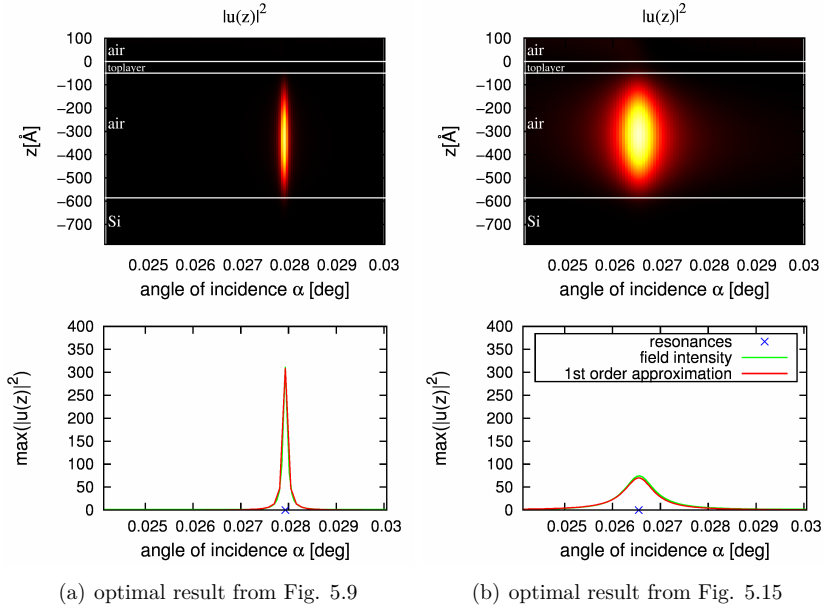 |u(z)|²
100
0
−100
−200
−300
−400
−500
−600
−700
z[Å]
air
toplayer
air
Si
0.025 0.026 0.027 0.028 0.029 0.03
angle of incidence α [deg]
|u(z)|²
100
0
−100
−200
−300
−400
−500
−600
−700
z[Å]
air
toplayer
air
Si
0.025 0.026 0.027 0.028 0.029 0.03
angle of incidence α [deg]
400
350
300
250
200
150
100
50
0
max(|u(z)|²)
0.025 0.026 0.027 0.028 0.029 0.03
angle of incidence α [deg]
400
350
300
250
200
150
100
50
0
max(|u(z)|²)
resonances
field intensity
1st order approximation
0.025 0.026 0.027 0.028 0.029 0.03
angle of incidence α [deg]
(a) optimal result from Fig. 5.9
(b) optimal result from Fig. 5.15